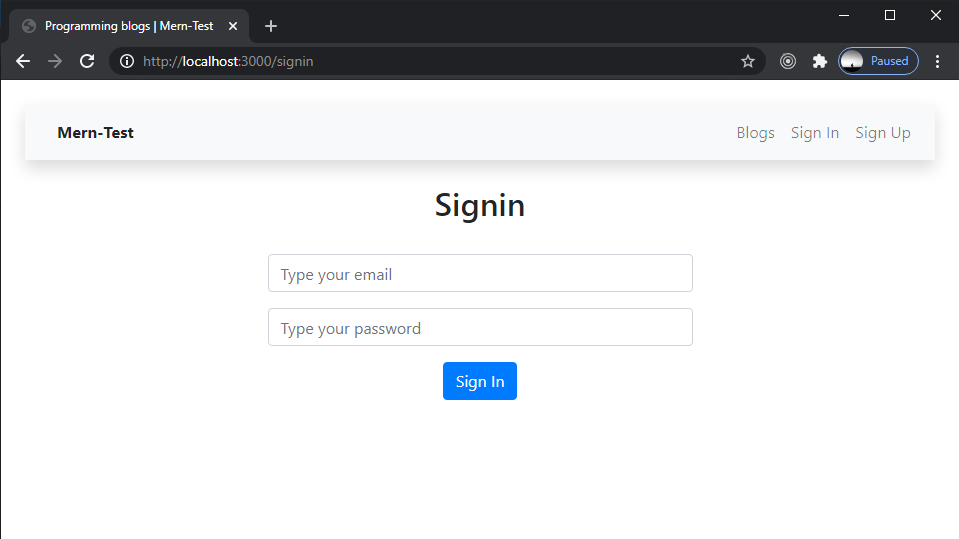 Programming blogs | Mern-Test
http://localhost:3000/signin
Paused
Mern-Test
Blogs Sign In Sign Up
Signin
Type your email
Type your password
Sign In